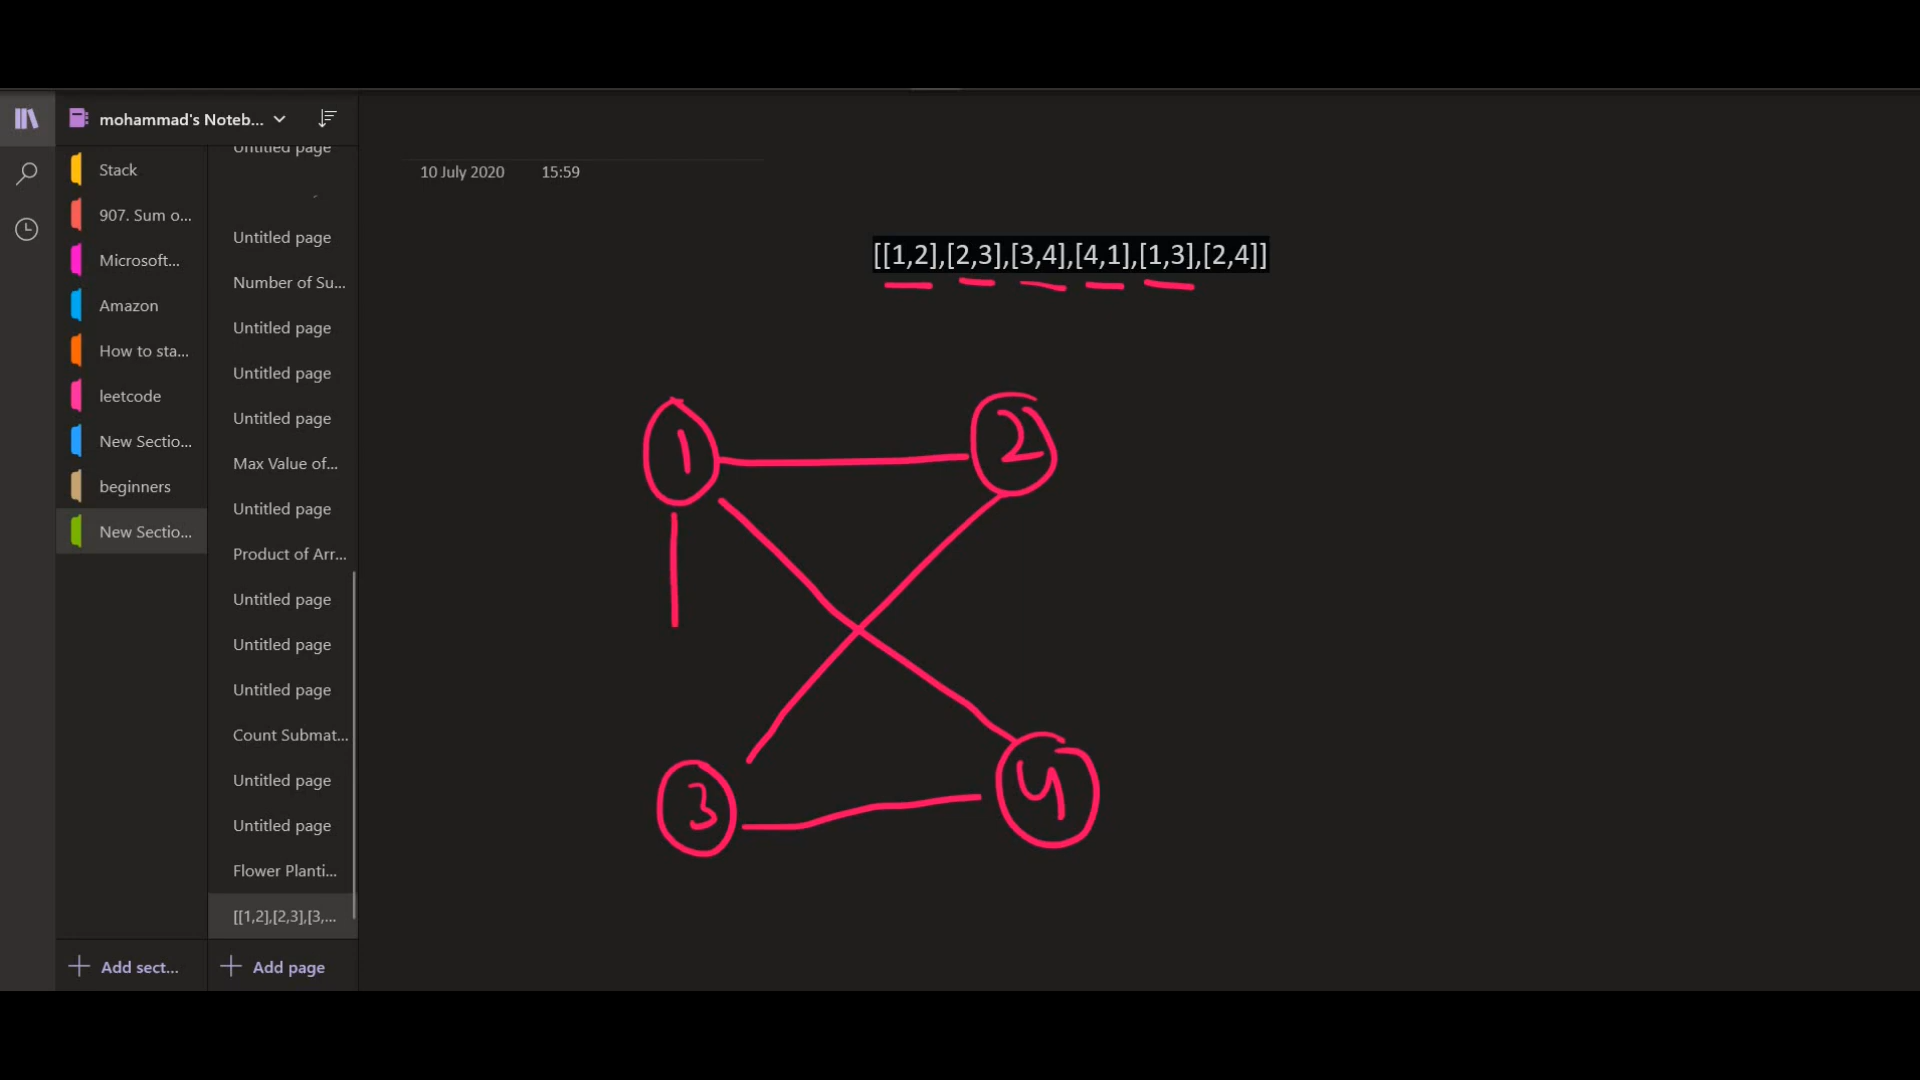 mohammad's Noteb...
Stack
907. Sum o...
Microsoft...
Amazon
How to sta...
leetcode
New Sectio...
beginners
New Sectio...
Add sect...
Untitled page
Untitled page
Number of Su...
Untitled page
Untitled page
Untitled page
Max Value of...
Untitled page
Product of Arr...
Untitled page
Untitled page
Untitled page
Count Submat...
Untitled page
Untitled page
Flower Planti...
[[1,2],[2,3],[3,...
Add page
10 July 2020 15:59
[[1,2],[2,3],[3,4],[4,1],[1,3],[2,4]]
1 2
3 4